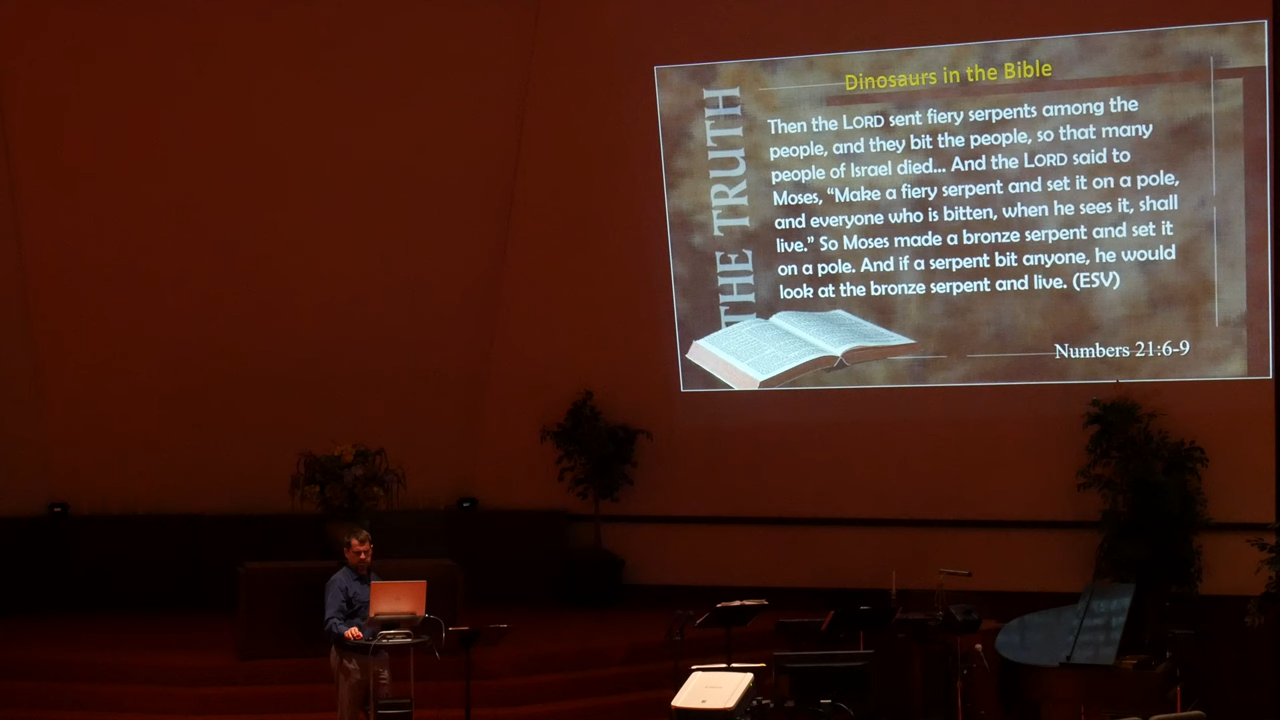 Dinosaurs in the Bible
THE TRUTH
Then the LORD sent fiery serpents among the
people, and they bit the people, so that many
people of Israel died... And the LORD said to
Moses, “Make a fiery serpent and set it on a pole,
and everyone who is bitten, when he sees it, shall
live.” So Moses made a bronze serpent and set it
on a pole. And if a serpent bit anyone, he would
look at the bronze serpent and live. (ESV)
Numbers 21:6-9